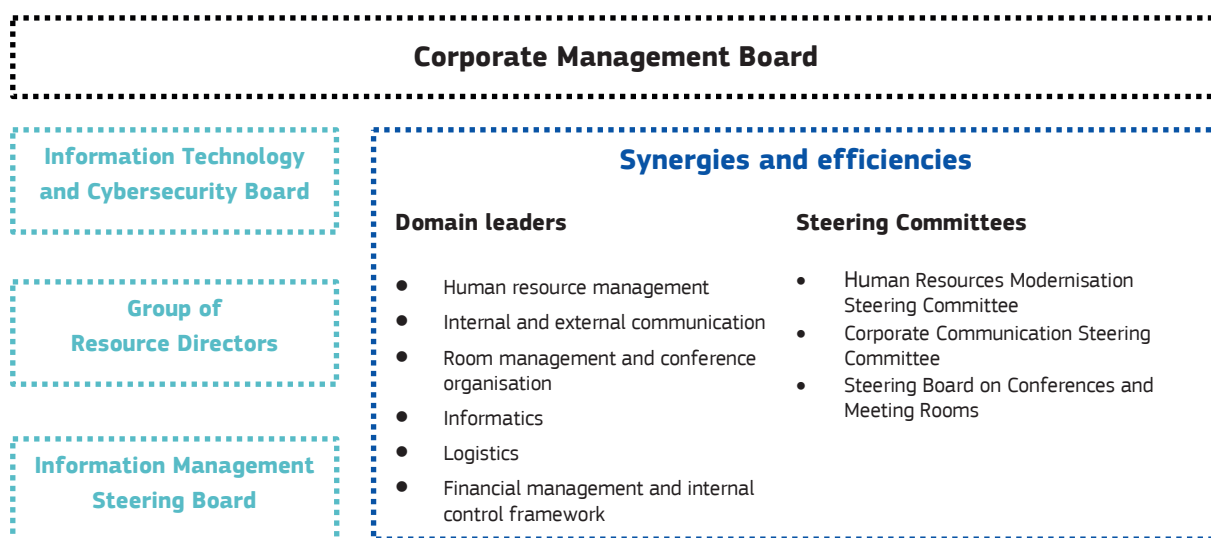 Corporate Management Board
Information Technology
and Cybersecurity Board
Group of
Resource Directors
Information Management
Steering Board
Synergies and efficiencies
Domain leaders
● Human resource management
● Internal and external communication
● Room management and conference
organisation
● Informatics
● Logistics
● Financial management and internal
control framework
Steering Committees
• Human Resources Modernisation
Steering Committee
• Corporate Communication Steering
Committee
• Steering Board on Conferences and
Meeting Rooms